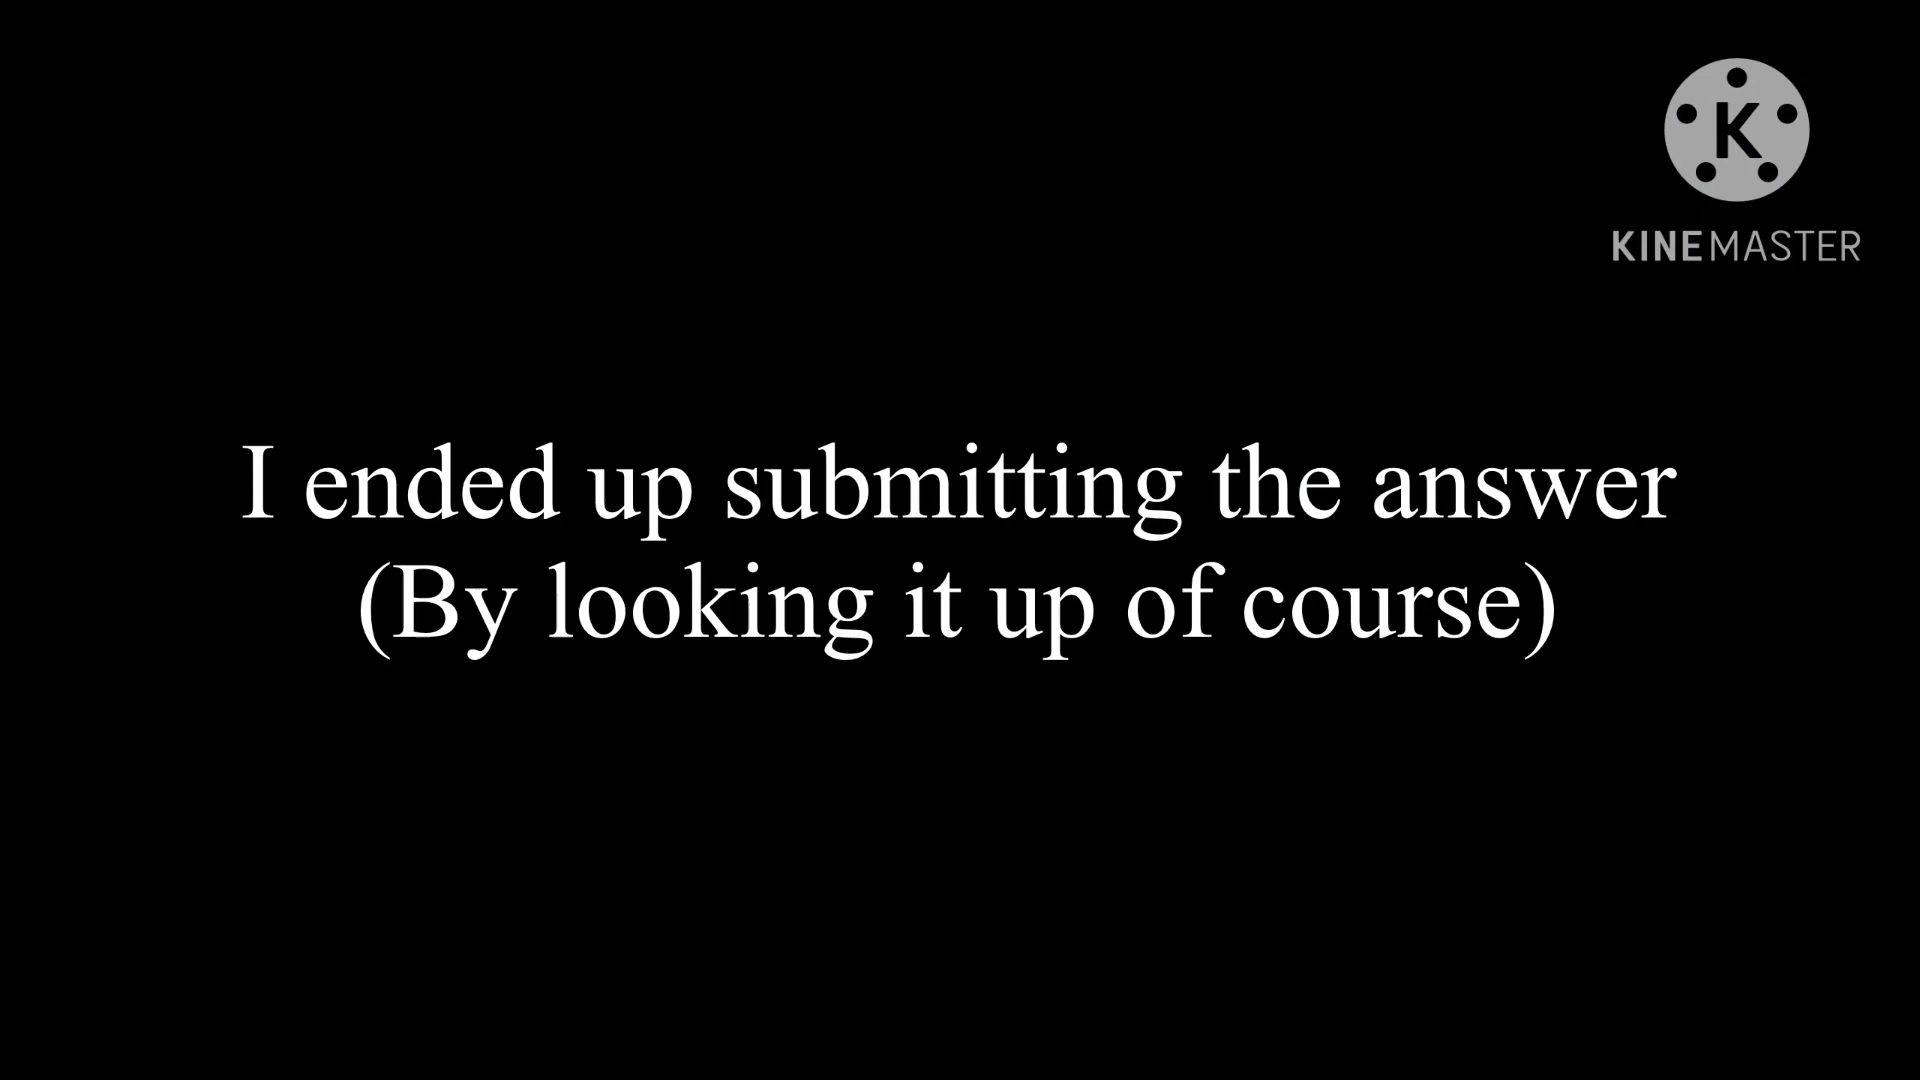 K
KINEMASTER
I ended up submitting the answer
(By looking it up of course)